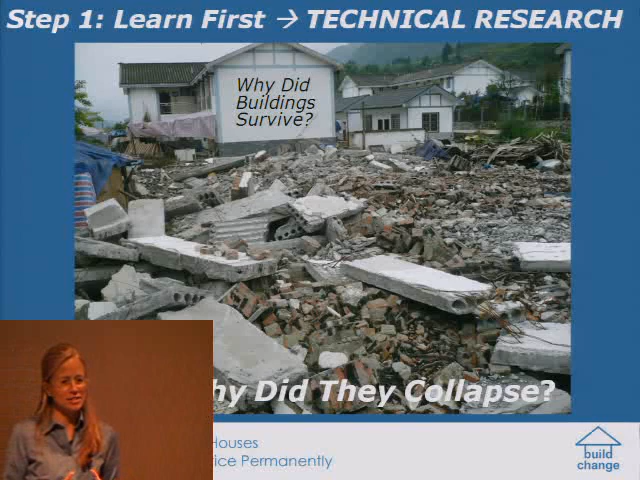 Step 1: Learn First → TECHNICAL RESEARCH
Why Did
Buildings
Survive?
hy Did They Collapse?
Houses
ice Permanently
build
change